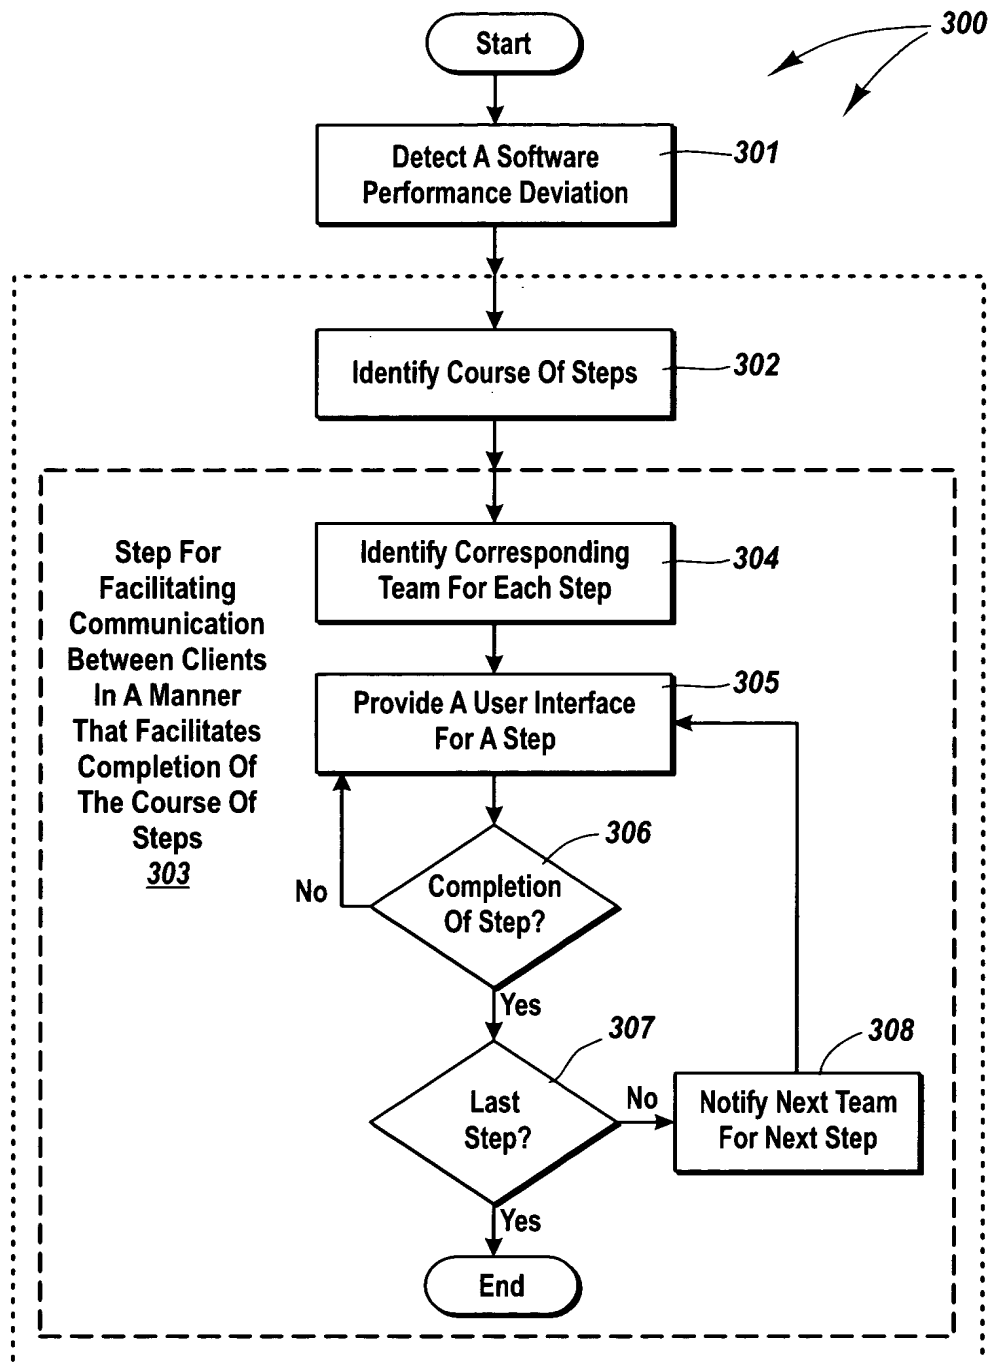 300
Start
Detect A Software
Performance Deviation
301
Identify Course Of Steps
302
Step For
Facilitating
Communication
Between Clients
In A Manner
That Facilitates
Completion Of
The Course Of
Steps
303
Identify Corresponding
Team For Each Step
304
Provide A User Interface
For A Step
305
306
Completion
Of Step?
No
Yes
307
Last
Step?
No
308
Notify Next Team
For Next Step
Yes
End